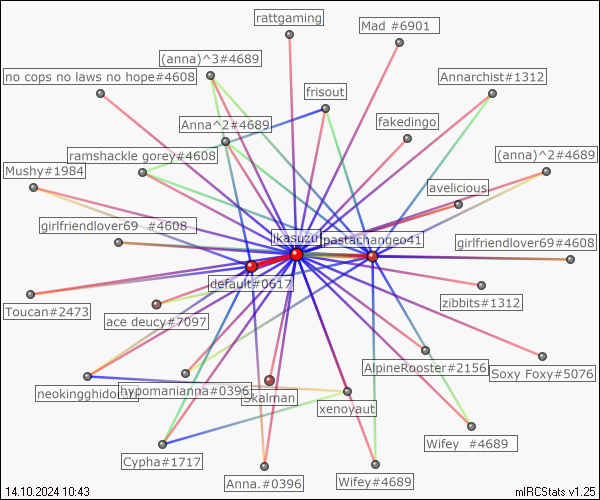 rattgaming
Mad #6901
(anna)^3#4689
no cops no laws no hope#4608
Annarchist#1312
frisout
Anna^2#4689
fakedingo
ramshackle gorey#4608
(anna)^2#4689
Mushy#1984
avelicious
girlfriendlover69 #4608
ikasuzu
pastachangeo41
girlfriendlover69#4608
default#0617
zibbits#1312
Toucan#2473
ace deucy#7097
AlpineRooster#2156
Soxy Foxy#5076
hypomanianna#0396
Skalman
xenoyaut
Wifey #4689
Cypha#1717
Anna.#0396
Wifey#4689
14.10.2024 10:43
mIRCStats v1.25